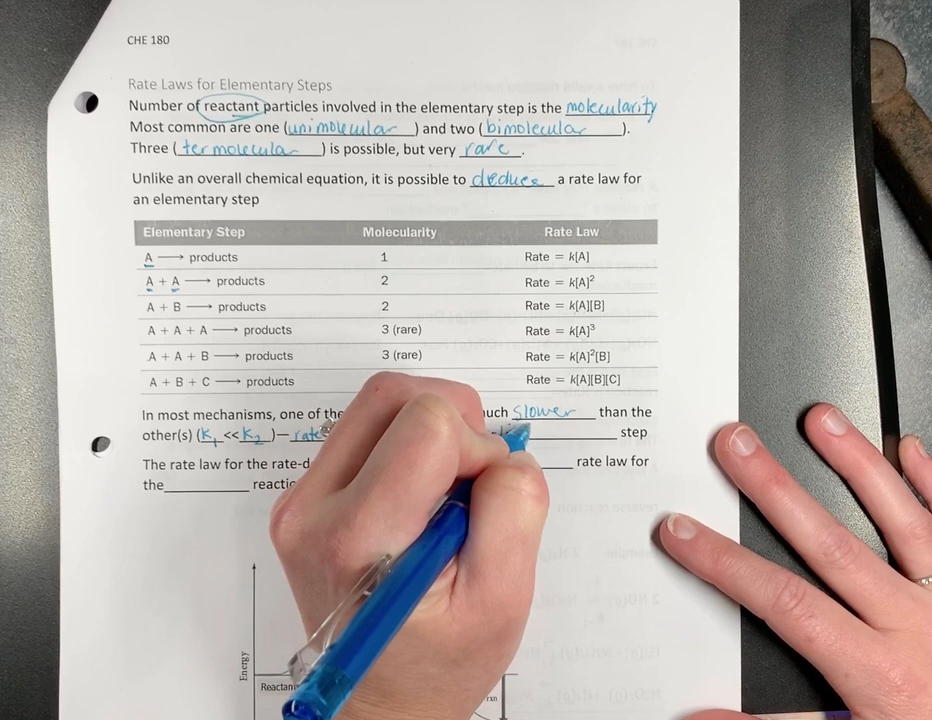 CHE 180
Rate Laws for Elementary Steps
Number of reactant particles involved in the elementary step is the molecularity
Most common are one (unimolecular) and two (bimolecular).
Three (termolecular) is possible, but very rare.
Unlike an overall chemical equation, it is possible to deduce a rate law for
an elementary step
Elementary Step Molecularity Rate Law
A ⟶ products 1 Rate = k[A]
A + A ⟶ products 2 Rate = k[A]²
A + B ⟶ products 2 Rate = k[A][B]
A + A + A ⟶ products 3 (rare) Rate = k[A]³
A + A + B ⟶ products 3 (rare) Rate = k[A]²[B]
A + B + C ⟶ products Rate = k[A][B][C]
In most mechanisms, one of the slower than the
other(s) (k₁ << k₂)— rate step
The rate law for the rate-d rate law for
the_________ reactio
Energy
Reactan
rxn